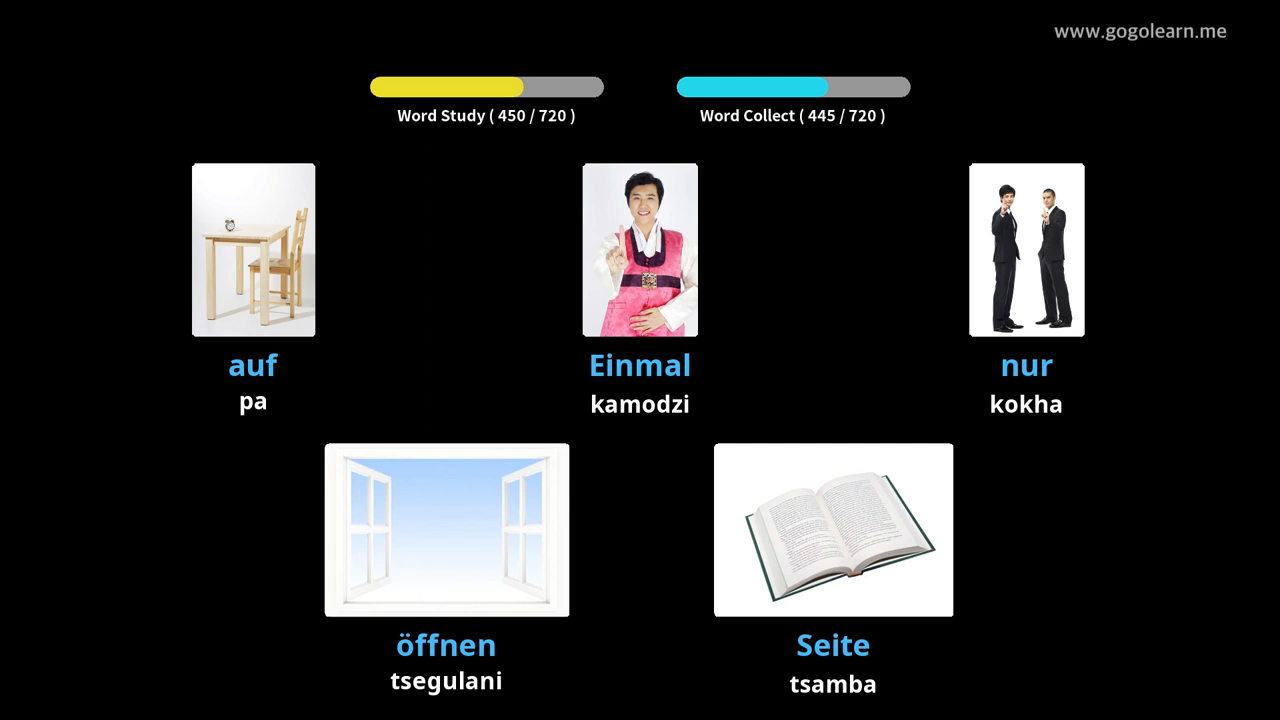 www.gogolearn.me
Word Study ( 450 / 720 )
Word Collect ( 445 / 720 )
auf
pa
Einmal
kamodzi
nur
kokha
öffnen
tsegulani
Seite
tsamba